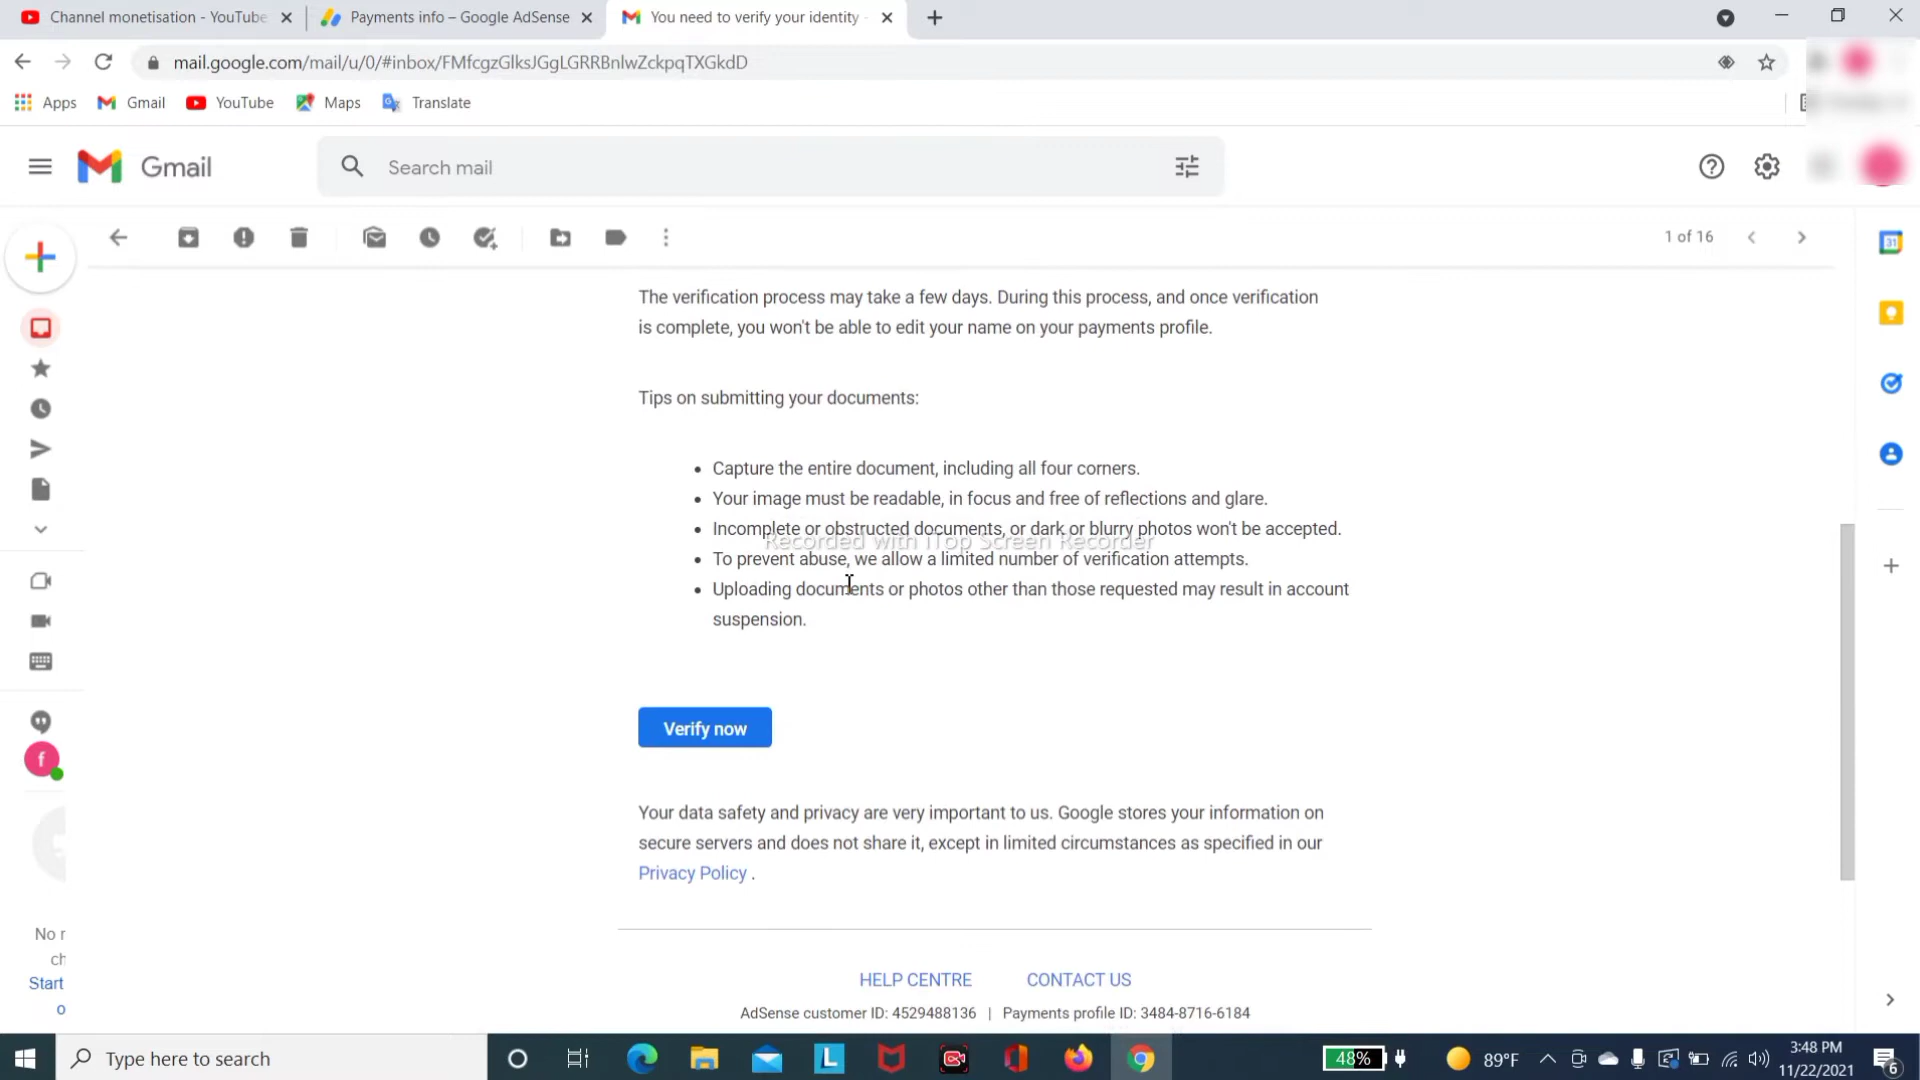 Channel monetisation - YouTube
Payments info – Google AdSense
You need to verify your identity
mail.google.com/mail/u/0/#inbox/FMfcgzGlksJGgLGRRBnlwZckpqTXGkdD
Apps
Gmail
YouTube
Maps
Translate
Gmail
Search mail
1 of 16
31
The verification process may take a few days. During this process, and once verification
is complete, you won't be able to edit your name on your payments profile.
Tips on submitting your documents:
• Capture the entire document, including all four corners.
• Your image must be readable, in focus and free of reflections and glare.
• Incomplete or obstructed documents, or dark or blurry photos won't be accepted.
Recorded with iTop Screen Recorder
• To prevent abuse, we allow a limited number of verification attempts.
• Uploading documents or photos other than those requested may result in account
suspension.
Verify now
f
Your data safety and privacy are very important to us. Google stores your information on
secure servers and does not share it, except in limited circumstances as specified in our
Privacy Policy .
No r
ch
Start
o
HELP CENTRE
CONTACT US
AdSense customer ID: 4529488136 | Payments profile ID: 3484-8716-6184
Type here to search
L
48%
89°F
3:48 PM
11/22/2021
6